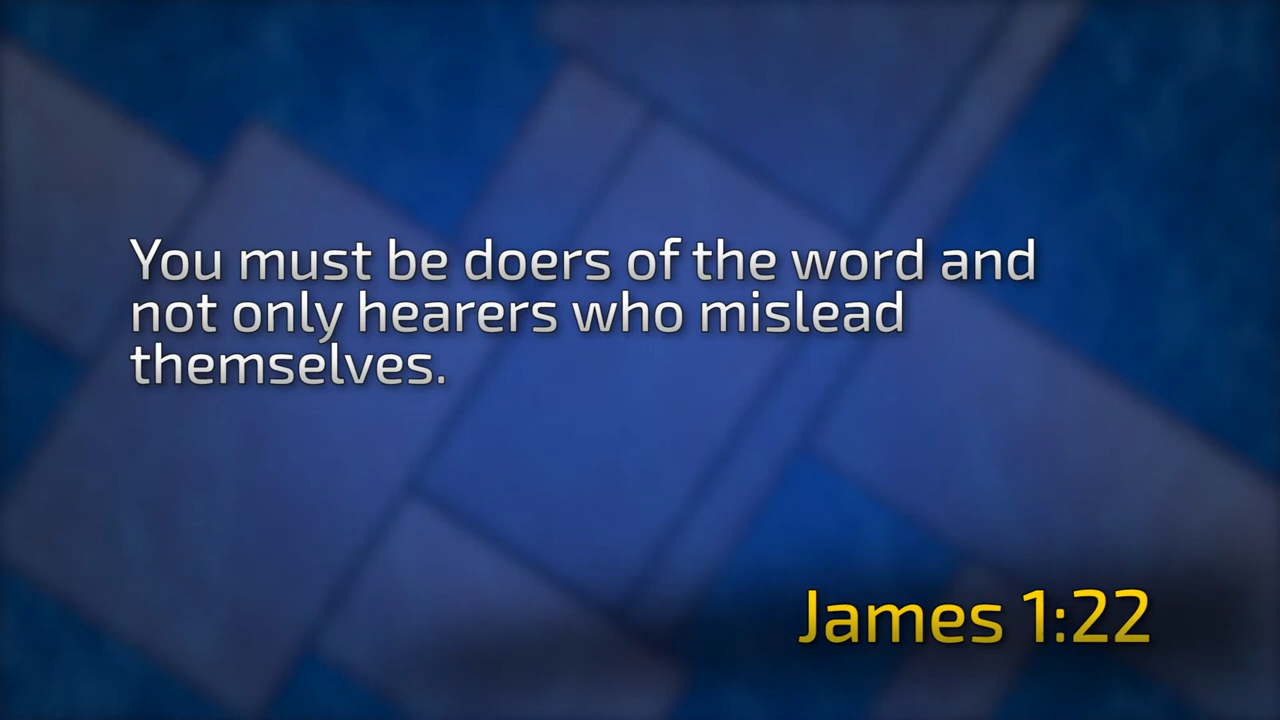 You must be doers of the word and
not only hearers who mislead
themselves.
James 1:22